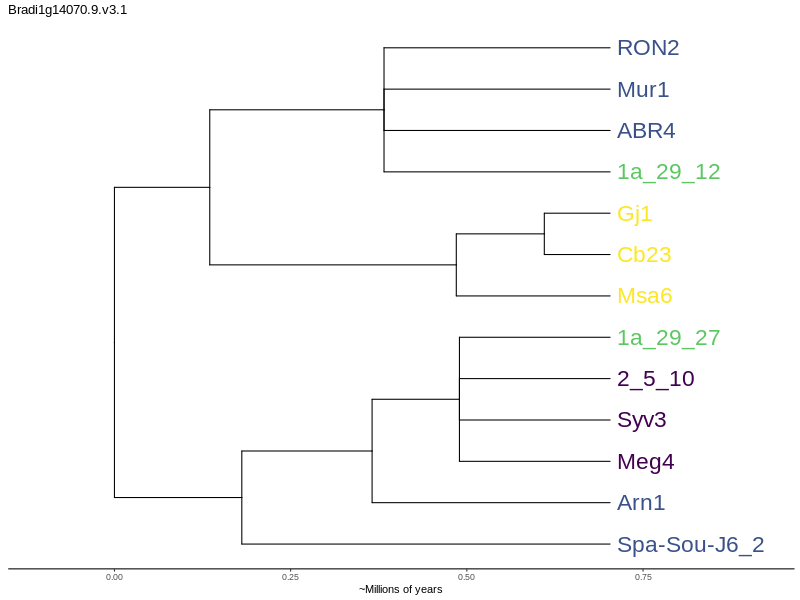 Bradi1g14070.9.v3.1
RON2
Mur1
ABR4
1a_29_12
Gj1
Cb23
Msa6
1a_29_27
2_5_10
Syv3
Meg4
Arn1
Spa-Sou-J6_2
0.00 0.25 0.50 0.75
~Millions of years